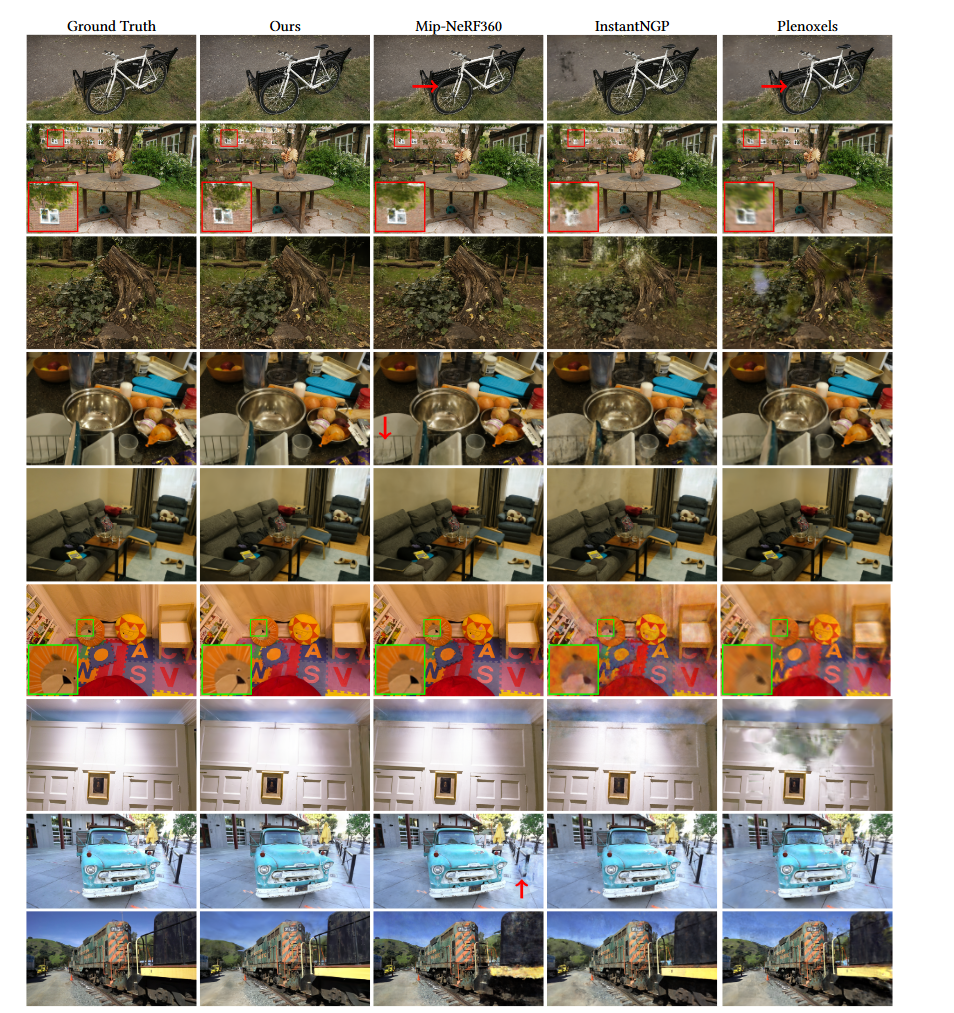 Ground Truth Ours Mip-NeRF360 InstantNGP Plenoxels
A
W S V
A
W S V
A
W S V
A
S V
A
S V